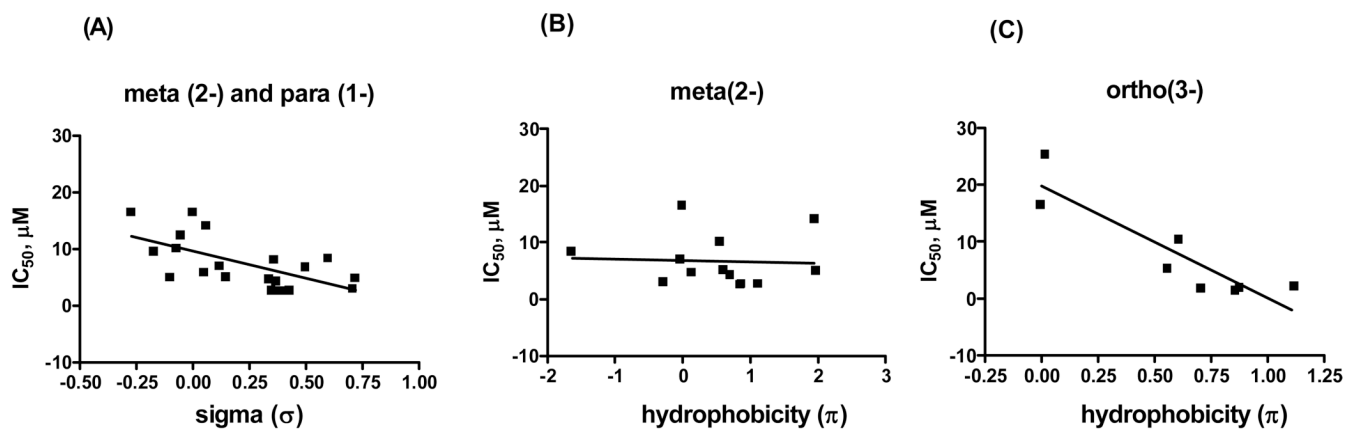 (A)
meta (2-) and para (1-)
IC50, μM
30
20
10
0
-10
-0.50
-0.25
0.00
0.25
0.50
0.75
1.00
sigma (σ)
(B)
meta(2-)
IC50, μM
30
20
10
0
-10
-2
-1
0
1
2
3
hydrophobicity (π)
(C)
ortho(3-)
IC50, μM
30
20
10
0
-10
-0.25
0.00
0.25
0.50
0.75
1.00
1.25
hydrophobicity (π)